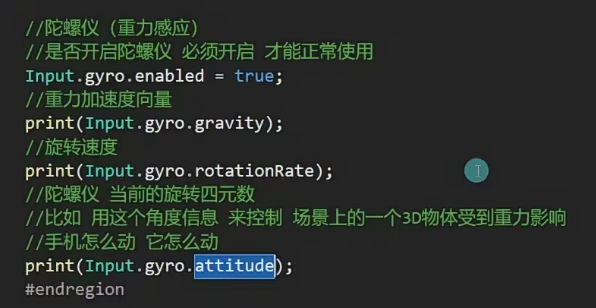 //陀螺仪（重力感应）
//是否开启陀螺仪 必须开启 才能正常使用
Input.gyro.enabled = true;
//重力加速度向量
print(Input.gyro.gravity);
//旋转速度
print(Input.gyro.rotationRate);
//陀螺仪 当前的旋转四元数
//比如 用这个角度信息 来控制 场景上的一个3D物体受到重力影响
//手机怎么动 它怎么动
print(Input.gyro.attitude);
#endregion